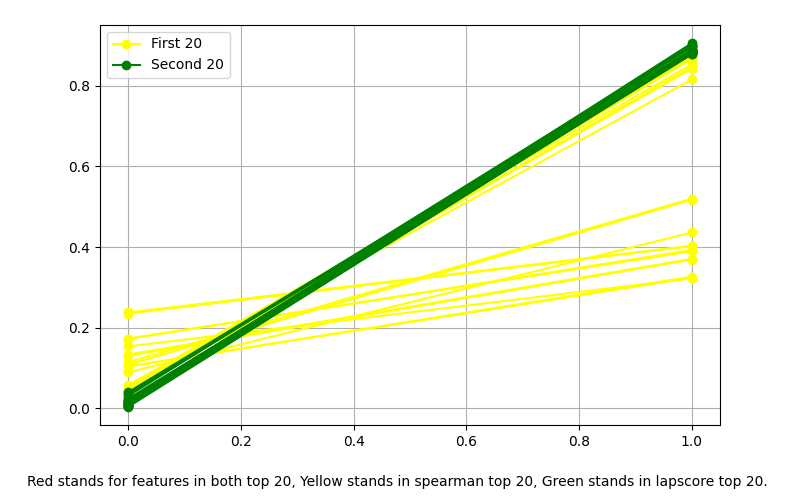 First 20
Second 20
0.8
0.6
0.4
0.2
0.0
0.0 0.2 0.4 0.6 0.8 1.0
Red stands for features in both top 20, Yellow stands in spearman top 20, Green stands in lapscore top 20.